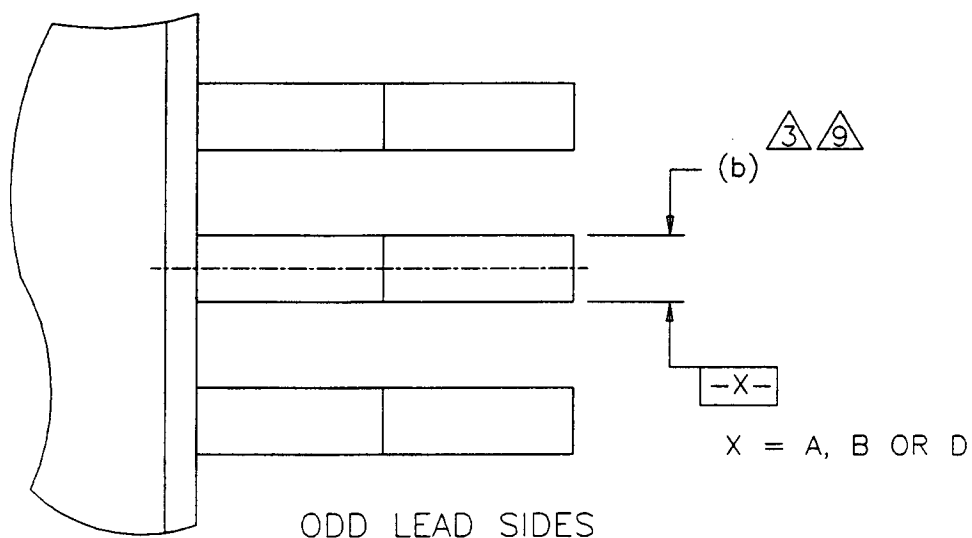 3 9
(b)
-X-
X = A, B OR D
ODD LEAD SIDES